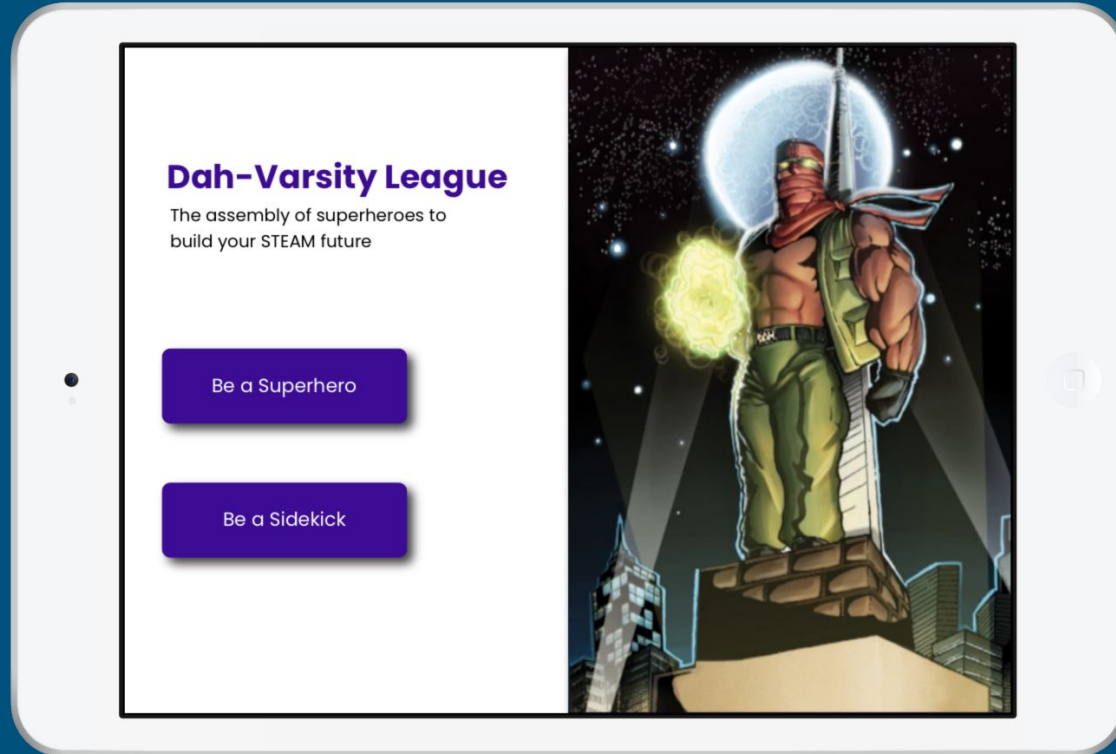 Dah-Varsity League
The assembly of superheroes to
build your STEAM future
Be a Superhero
Be a Sidekick